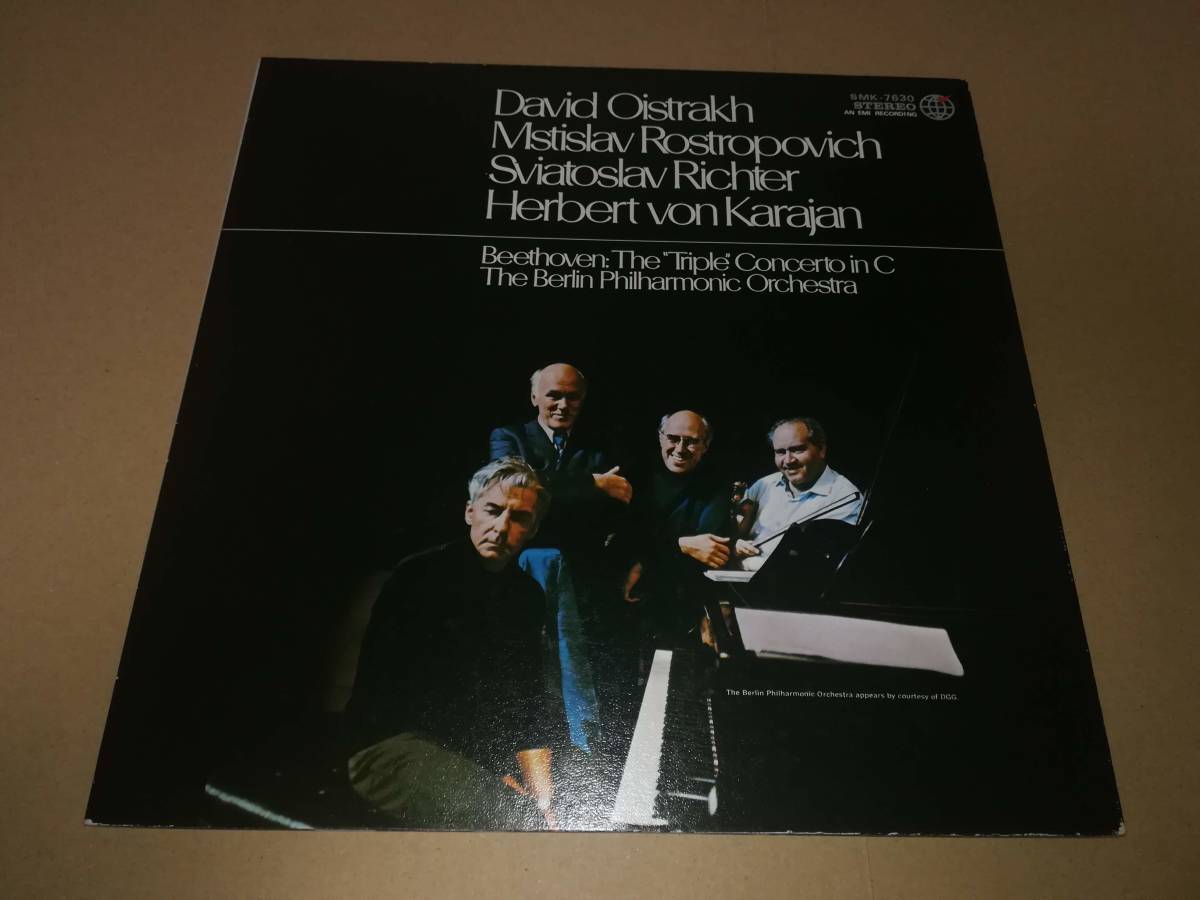 David Oistrakh
Mstislav Rostropovich
Sviatoslav Richter
Herbert von Karajan
SMK-7630
STEREO
AN EMI RECORDING
Beethoven: The "Triple" Concerto in C
The Berlin Philharmonic Orchestra
The Berlin Philharmonic Orchestra appears by courtesy of DGG.